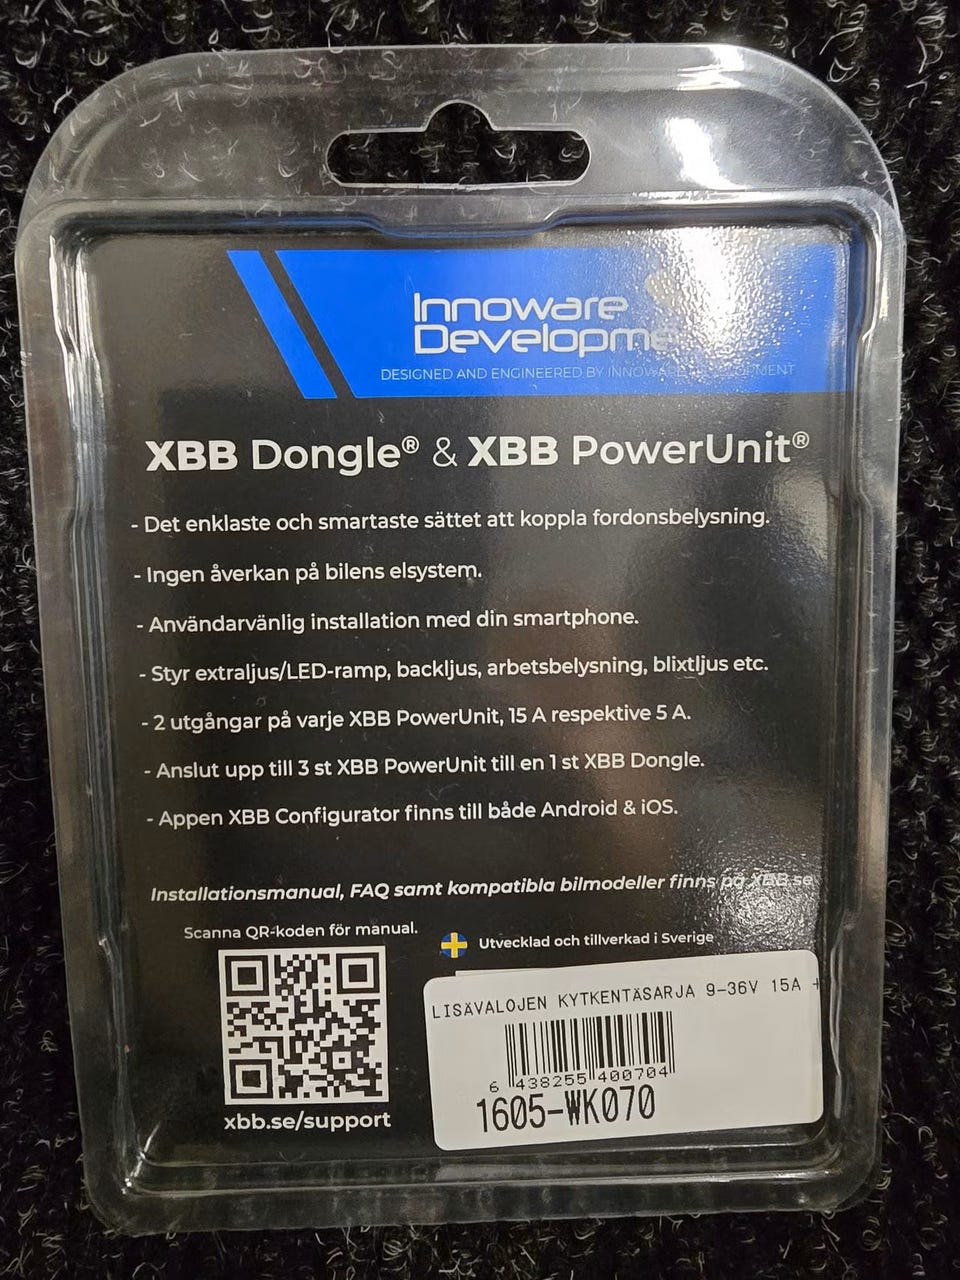 Innoware
Developme
DESIGNED AND ENGINEERED BY INNOWARE DEVELOPMENT
XBB Dongle® & XBB PowerUnit®
- Det enklaste och smartaste sättet att koppla fordonsbelysning.
- Ingen åverkan på bilens elsystem.
- Användarvänlig installation med din smartphone.
- Styr extraljus/LED-ramp, backljus, arbetsbelysning, blixtljus etc.
- 2 utgångar på varje XBB PowerUnit, 15 A respektive 5 A.
- Anslut upp till 3 st XBB PowerUnit till en 1 st XBB Dongle.
- Appen XBB Configurator finns till både Android & iOS.
Installationsmanual, FAQ samt kompatibla bilmodeller finns på XBB.se
Scanna QR-koden för manual.
Utvecklad och tillverkad i Sverige
LISÄVALOJEN KYTKENTÄSARJA 9-36V 15A +
6 438255 400704
1605-WK070
xbb.se/support